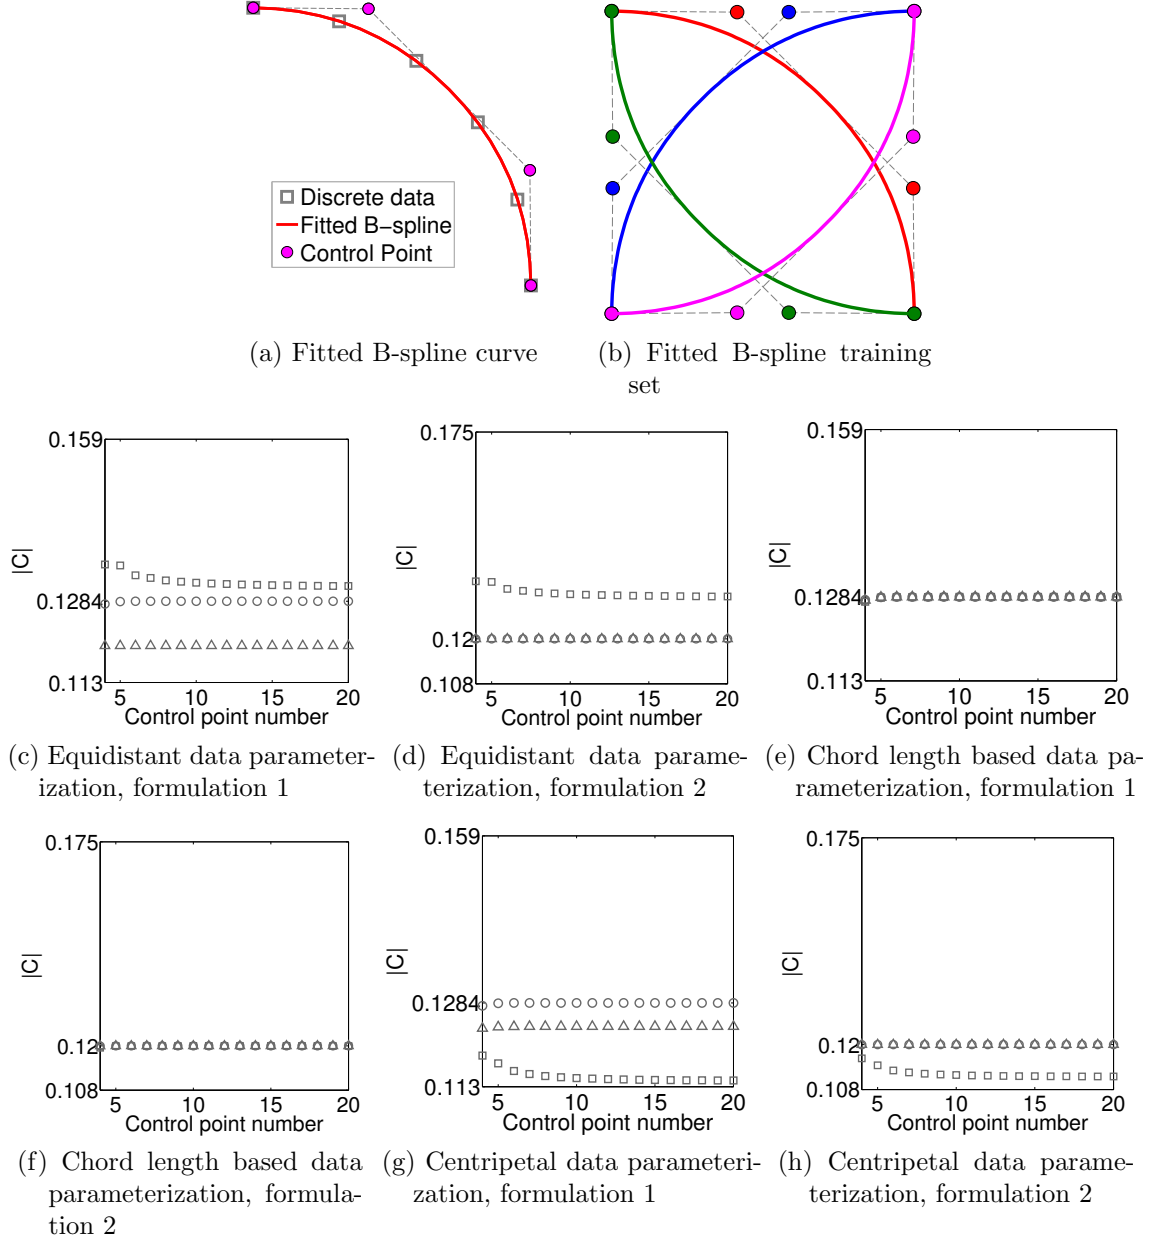 Discrete data
Fitted B−spline
Control Point
(a) Fitted B-spline curve
(b) Fitted B-spline training
set
0.159
|C|
0.1284
0.113
5 10 15 20
Control point number
(c) Equidistant data parameter-
ization, formulation 1
0.175
|C|
0.12
0.108
5 10 15 20
Control point number
(d) Equidistant data parame-
terization, formulation 2
0.159
|C|
0.1284
0.113
5 10 15 20
Control point number
(e) Chord length based data pa-
rameterization, formulation 1
0.175
|C|
0.12
0.108
5 10 15 20
Control point number
(f) Chord length based data
parameterization, formula-
tion 2
0.159
|C|
0.1284
0.113
5 10 15 20
Control point number
(g) Centripetal data parameteri-
zation, formulation 1
0.175
|C|
0.12
0.108
5 10 15 20
Control point number
(h) Centripetal data parame-
terization, formulation 2